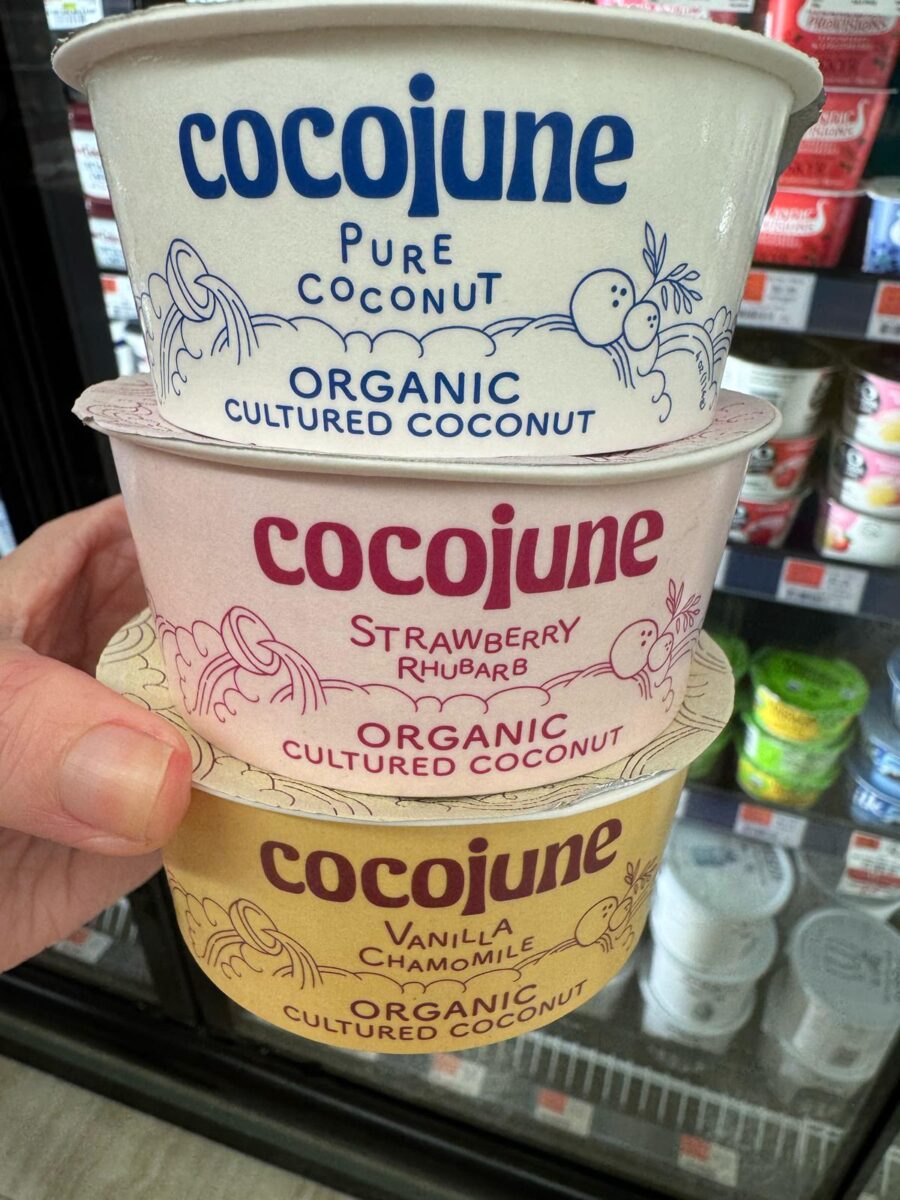 cocojune
PURE
COCONUT
ORGANIC
CULTURED COCONUT
cocojune
STRAWBERRY
RHUBARB
ORGANIC
CULTURED COCONUT
cocojune
VANILLA
CHAMOMILE
ORGANIC
CULTURED COCONUT